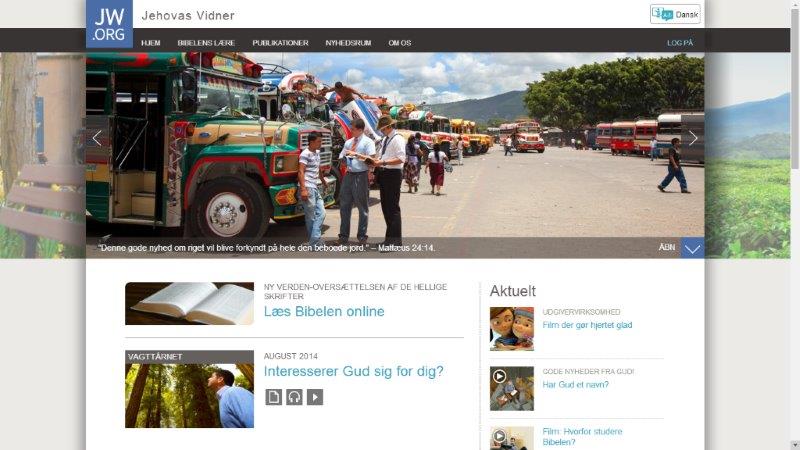 JW
.ORG
Jehovas Vidner
Dansk
HJEM BIBELENS LÆRE PUBLIKATIONER NYHEDSRUM OM OS LOG PÅ
"Denne gode nyhed om riget vil blive forkyndt på hele den beboede jord." – Mattæus 24:14.
ÅBN
NY VERDEN-OVERSÆTTELSEN AF DE HELLIGE
SKRIFTER
Læs Bibelen online
VAGTTÅRNET
AUGUST 2014
Interesserer Gud sig for dig?
Aktuelt
UDGIVERVIRKSOMHED
Film der gør hjertet glad
GODE NYHEDER FRA GUD!
Har Gud et navn?
Film: Hvorfor studere
Bibelen?